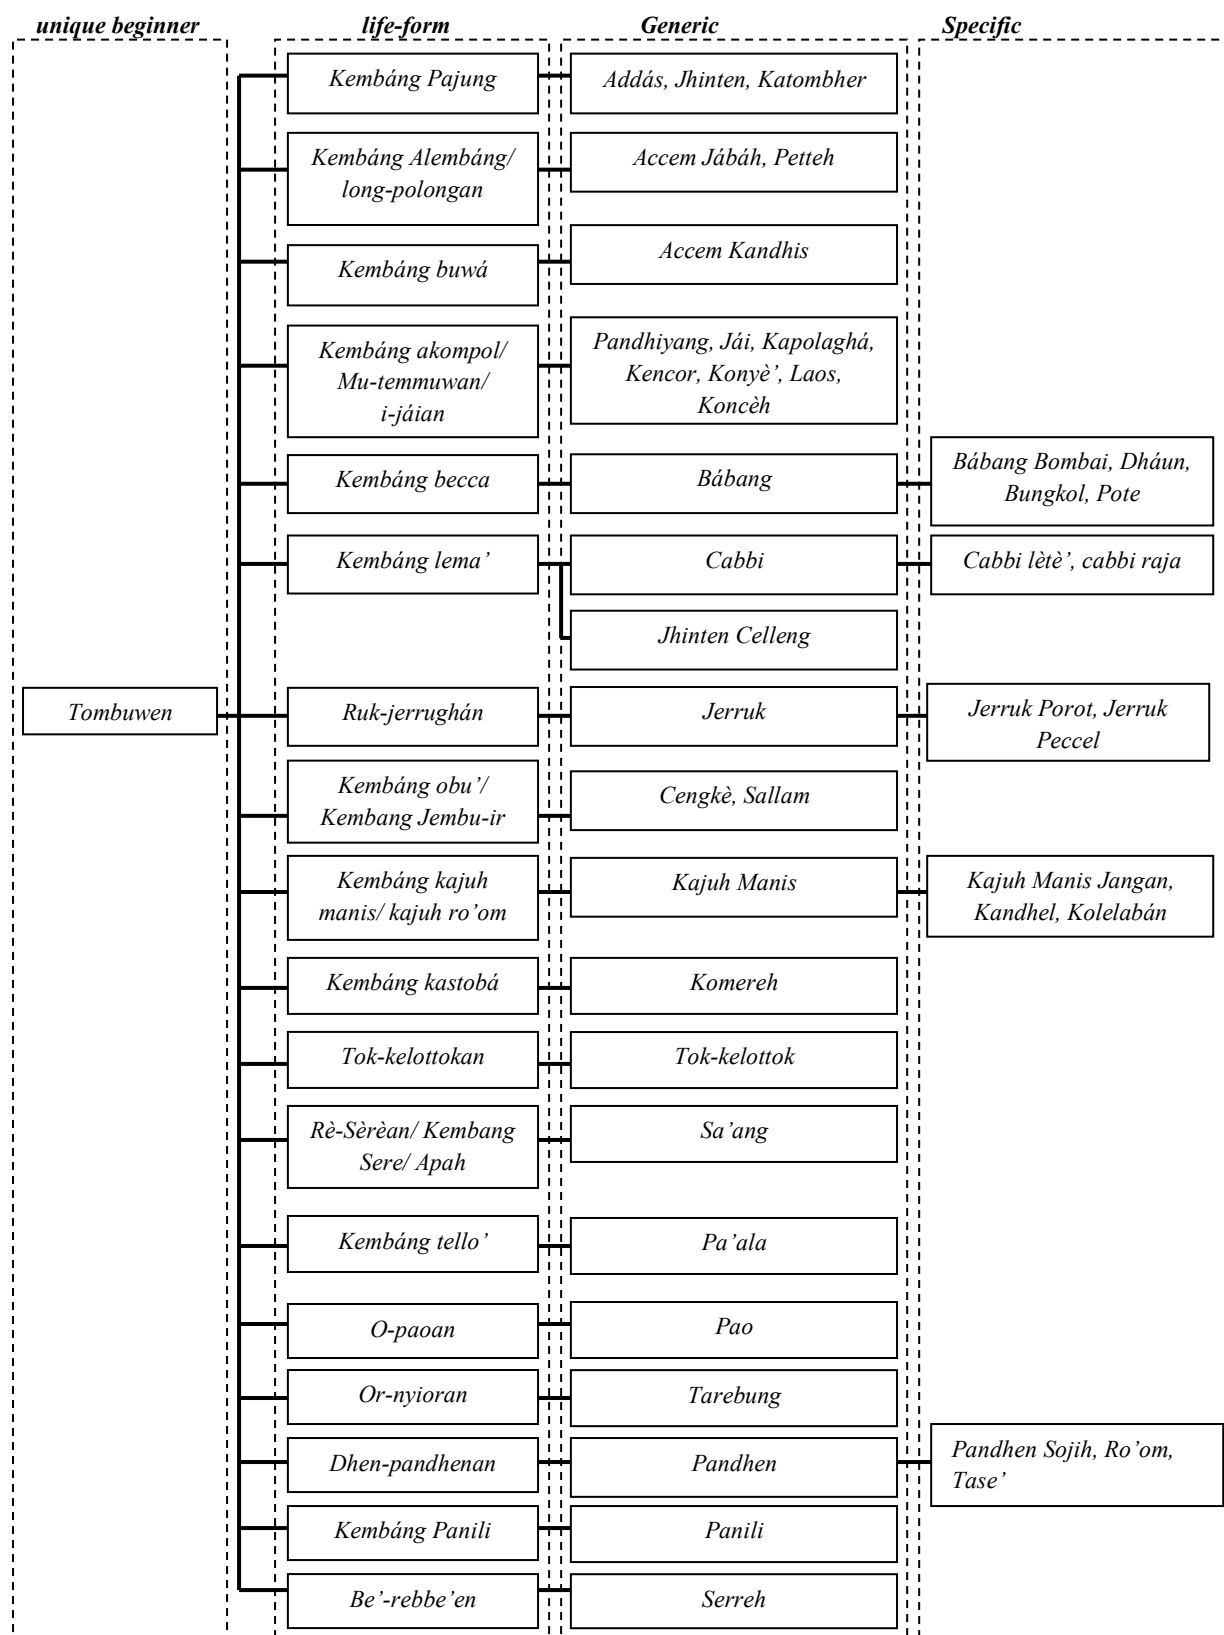 unique beginner life-form Generic Specific
Kembáng Pajung
Addás, Jhinten, Katombher
Kembáng Alembáng/
long-polongan
Accem Jábáh, Petteh
Kembáng buwá
Accem Kandhis
Kembáng akompol/
Mu-temmuwan/
i-jáian
Pandhiyang, Jái, Kapolaghá,
Kencor, Konyè’, Laos,
Koncèh
Kembáng becca
Bábang
Bábang Bombai, Dháun,
Bungkol, Pote
Kembáng lema’
Cabbi
Cabbi lètè’, cabbi raja
Jhinten Celleng
Tombuwen
Ruk-jerrughán
Jerruk
Jerruk Porot, Jerruk
Peccel
Kembáng obu’/
Kembang Jembu-ir
Cengkè, Sallam
Kembáng kajuh
manis/ kajuh ro’om
Kajuh Manis
Kajuh Manis Jangan,
Kandhel, Kolelabán
Kembáng kastobá
Komereh
Tok-kelottokan
Tok-kelottok
Rè-Sèrèan/ Kembang
Sere/ Apah
Sa’ang
Kembáng tello’
Pa’ala
O-paoan
Pao
Or-nyioran
Tarebung
Dhen-pandhenan
Pandhen
Pandhen Sojih, Ro’om,
Tase’
Kembáng Panili
Panili
Be’-rebbe’en
Serreh